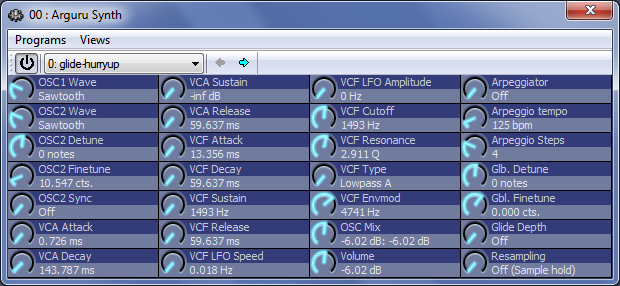 00 : Arguru Synth
Programs Views
0: glide-hurryup
OSC1 Wave
Sawtooth
OSC2 Wave
Sawtooth
OSC2 Detune
0 notes
OSC2 Finetune
10.547 cts.
OSC2 Sync
Off
VCA Attack
0.726 ms
VCA Decay
143.787 ms
VCA Sustain
-inf dB
VCA Release
59.637 ms
VCF Attack
13.356 ms
VCF Decay
59.637 ms
VCF Sustain
1493 Hz
VCF Release
59.637 ms
VCF LFO Speed
0.018 Hz
VCF LFO Amplitude
0 Hz
VCF Cutoff
1493 Hz
VCF Resonance
2.911 Q
VCF Type
Lowpass A
VCF Envmod
4741 Hz
OSC Mix
-6.02 dB: -6.02 dB
Volume
-6.02 dB
Arpeggiator
Off
Arpeggio tempo
125 bpm
Arpeggio Steps
4
Glb. Detune
0 notes
Gbl. Finetune
0.000 cts.
Glide Depth
Off
Resampling
Off (Sample hold)